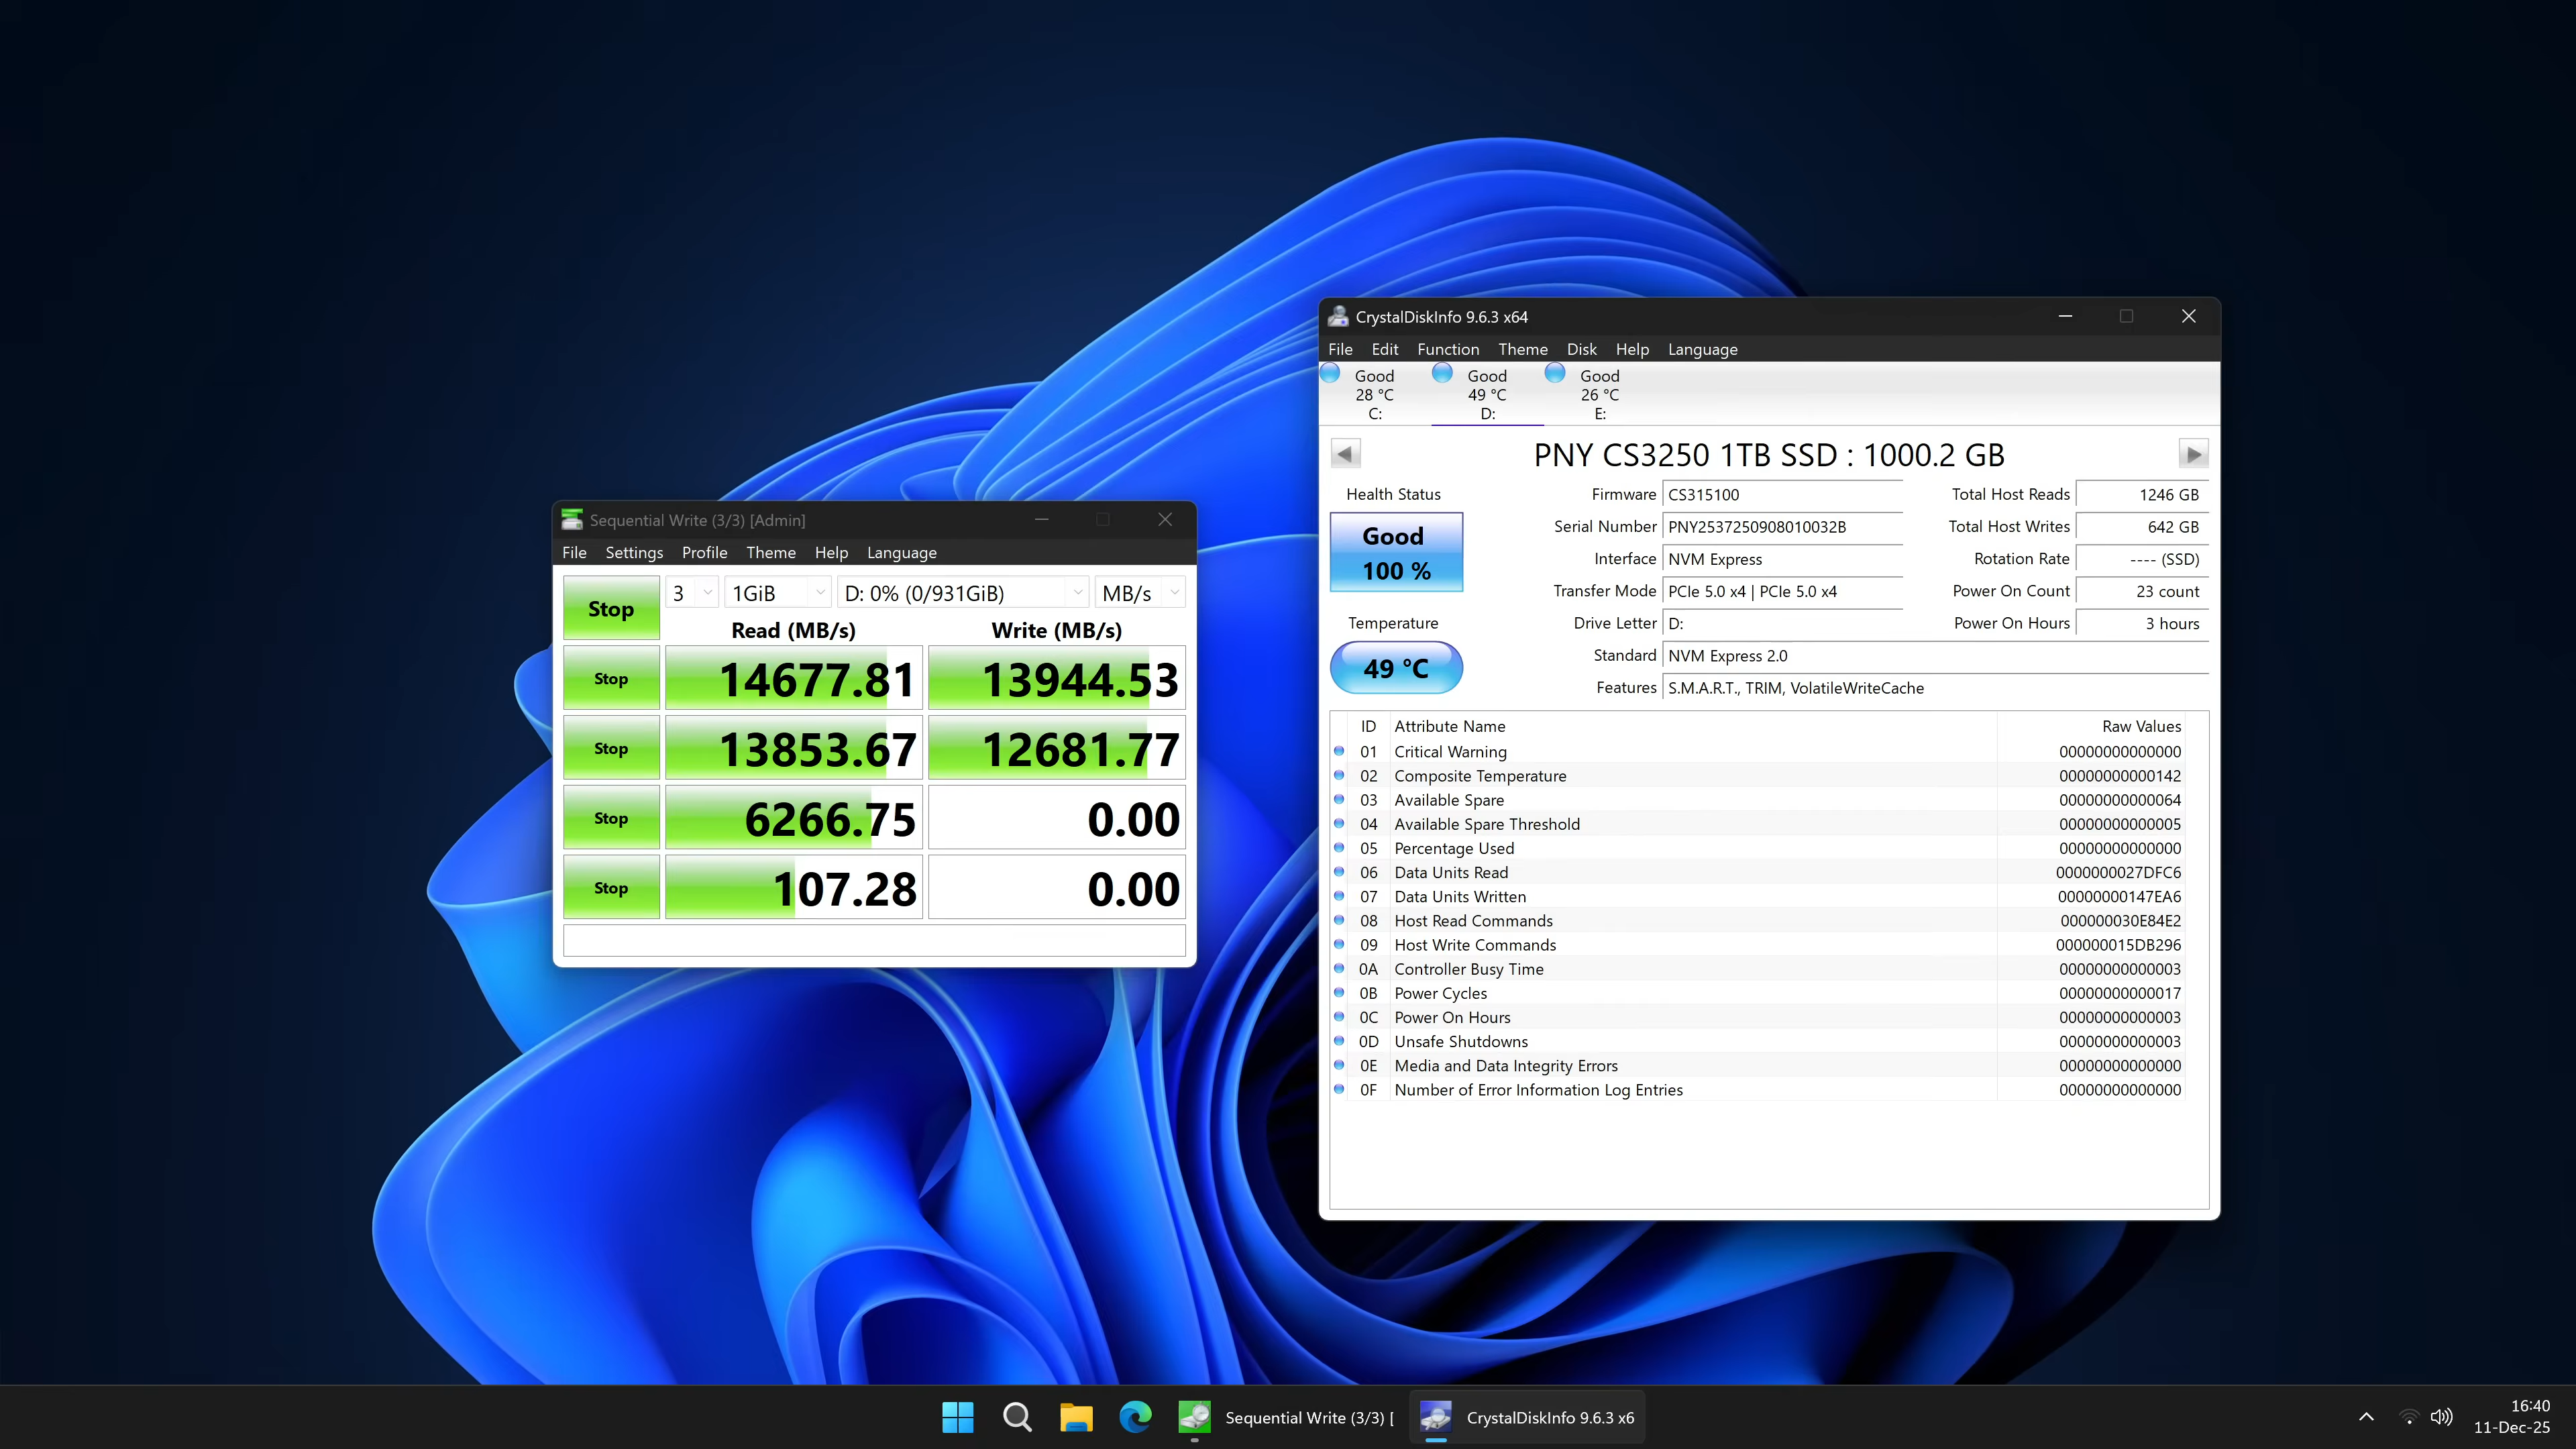 CrystalDiskInfo 9.6.3 x64
File Edit Function Theme Disk Help Language
Good Good Good
28 °C 49 °C 26 °C
C: D: E:
PNY CS3250 1TB SSD : 1000.2 GB
Health Status
Good
100 %
Temperature
49 °C
Firmware CS315100
Serial Number PNY2537250908010032B
Interface NVM Express
Transfer Mode PCIe 5.0 x4 | PCIe 5.0 x4
Drive Letter D:
Standard NVM Express 2.0
Features S.M.A.R.T., TRIM, VolatileWriteCache
Total Host Reads 1246 GB
Total Host Writes 642 GB
Rotation Rate ---- (SSD)
Power On Count 23 count
Power On Hours 3 hours
ID Attribute Name Raw Values
01 Critical Warning 00000000000000
02 Composite Temperature 00000000000142
03 Available Spare 00000000000064
04 Available Spare Threshold 00000000000005
05 Percentage Used 00000000000000
06 Data Units Read 0000000027DFC6
07 Data Units Written 00000000147EA6
08 Host Read Commands 000000030E84E2
09 Host Write Commands 000000015DB296
0A Controller Busy Time 00000000000003
0B Power Cycles 00000000000017
0C Power On Hours 00000000000003
0D Unsafe Shutdowns 00000000000003
0E Media and Data Integrity Errors 00000000000000
0F Number of Error Information Log Entries 00000000000000
Sequential Write (3/3) [Admin]
File Settings Profile Theme Help Language
Stop 3 1GiB D: 0% (0/931GiB) MB/s
Read (MB/s) Write (MB/s)
Stop 14677.81 13944.53
Stop 13853.67 12681.77
Stop 6266.75 0.00
Stop 107.28 0.00
Sequential Write (3/3) [ CrystalDiskInfo 9.6.3 x6
16:40
11-Dec-25